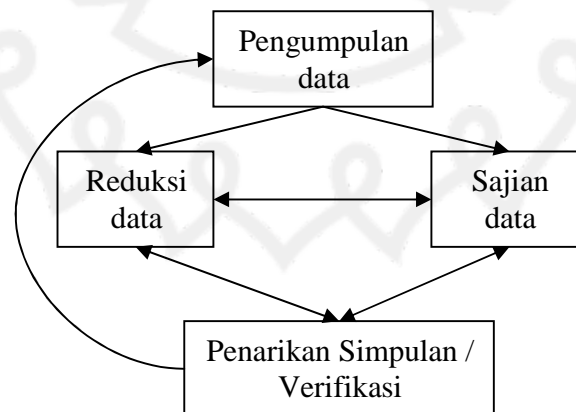 Pengumpulan
data
Reduksi
data
Sajian
data
Penarikan Simpulan /
Verifikasi